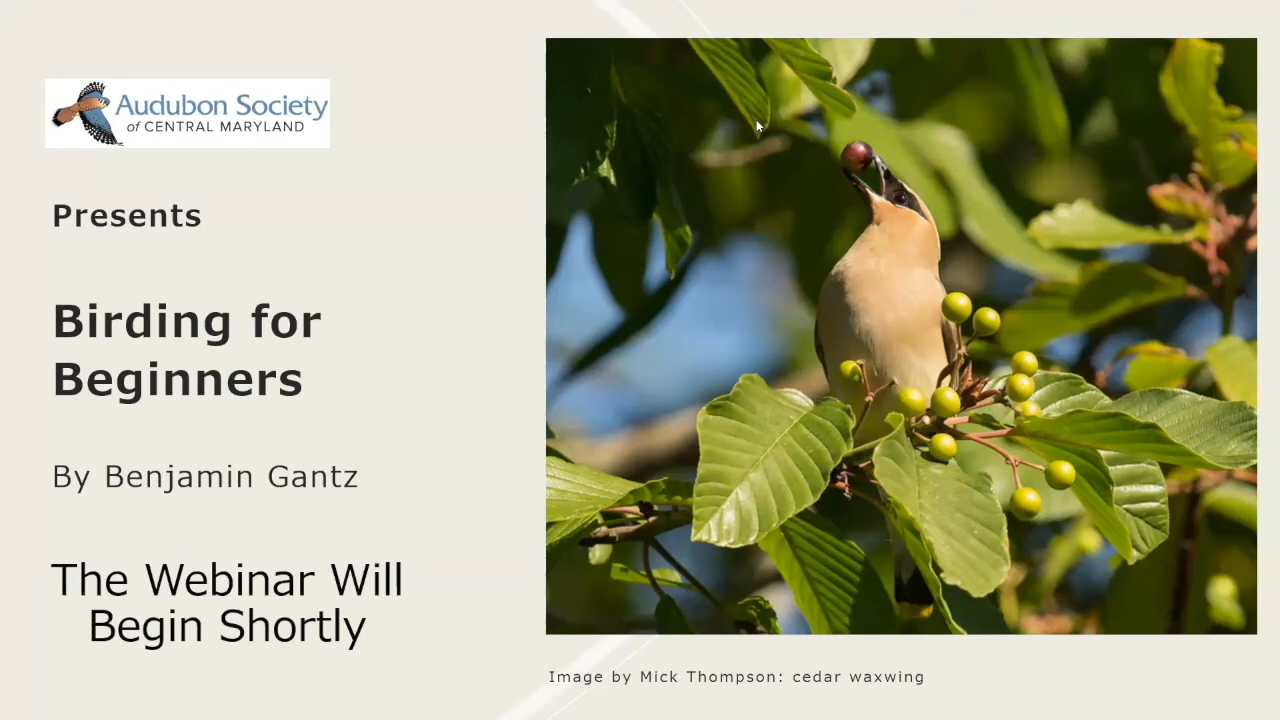 Audubon Society
of CENTRAL MARYLAND
Presents
Birding for
Beginners
By Benjamin Gantz
The Webinar Will
Begin Shortly
Image by Mick Thompson: cedar waxwing